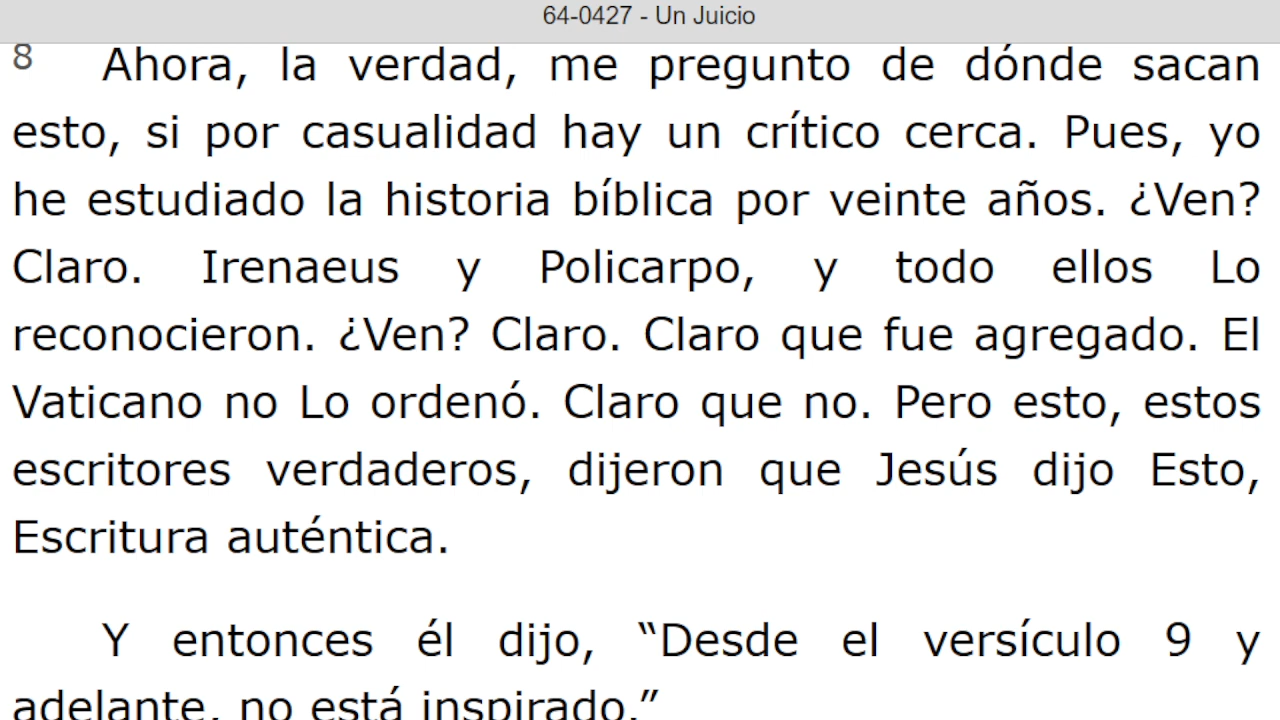 64-0427 - Un Juicio
8 Ahora, la verdad, me pregunto de dónde sacan
esto, si por casualidad hay un crítico cerca. Pues, yo
he estudiado la historia bíblica por veinte años. ¿Ven?
Claro. Irenaeus y Policarpo, y todo ellos Lo
reconocieron. ¿Ven? Claro. Claro que fue agregado. El
Vaticano no Lo ordenó. Claro que no. Pero esto, estos
escritores verdaderos, dijeron que Jesús dijo Esto,
Escritura auténtica.
Y entonces él dijo, “Desde el versículo 9 y
adelante, no está inspirado.”